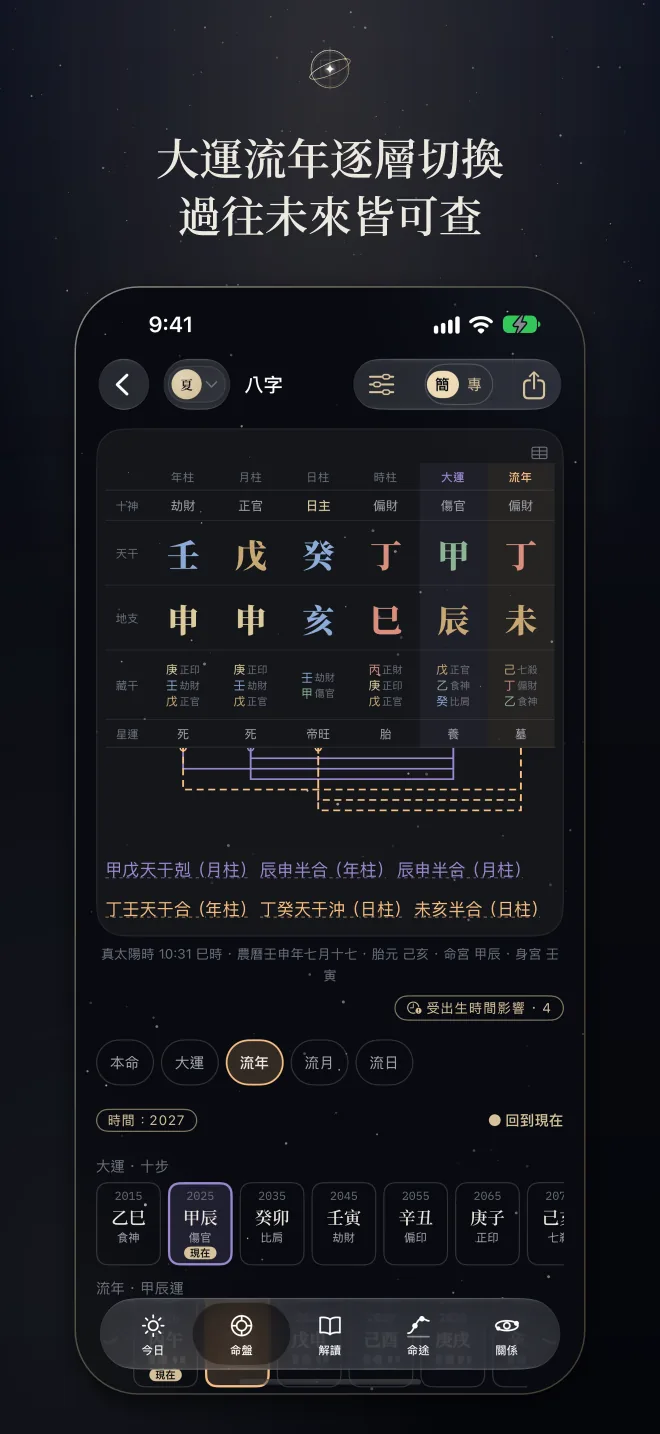 大運流年逐層切換
過往未來皆可查
9:41
夏 八字 簡 專
年柱 月柱 日柱 時柱 大運 流年
十神 劫財 正官 日主 偏財 傷官 偏財
天干 壬 戊 癸 丁 甲 丁
地支 申 申 亥 巳 辰 未
庚正印 庚正印 丙正財 戊正官 己七殺
藏干 壬劫財 壬劫財 壬劫財 庚正印 乙食神 丁偏財
戊正官 戊正官 甲傷官 戊正官 癸比肩 乙食神
星運 死 死 帝旺 胎 養 墓
甲戊天干剋（月柱） 辰申半合（年柱） 辰申半合（月柱）
丁壬天干合（年柱） 丁癸天干沖（日柱） 未亥半合（日柱）
真太陽時 10:31 巳時 · 農曆壬申年七月十七 · 胎元 己亥 · 命宮 甲辰 · 身宮 壬
寅
受出生時間影響 · 4
本命 大運 流年 流月 流日
時間：2027 回到現在
大運 · 十步
2015 2025 2035 2045 2055 2065 207
乙巳 甲辰 癸卯 壬寅 辛丑 庚子
食神 傷官 比肩 劫財 偏印 正印
現在
流年 · 甲辰運
今日 命盤 解讀 命途 關係
現在